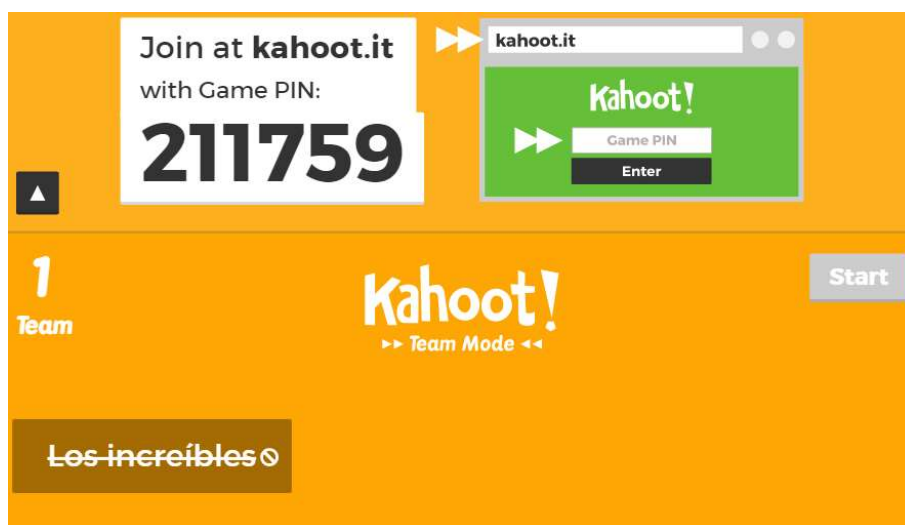 Join at kahoot.it
with Game PIN:
211759
kahoot.it
Kahoot!
Game PIN
Enter
1
Team
Kahoot!
Team Mode
Start
Los increíbles